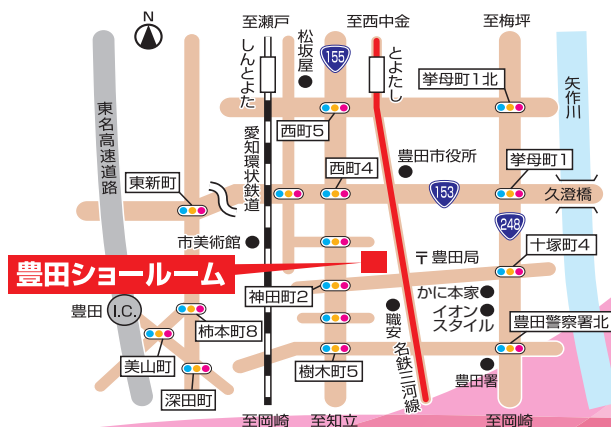 N
至瀬戸
至西中金
至梅坪
しんとよた
松坂屋
155
とよたし
挙母町1北
矢作川
東名高速道路
愛知環状鉄道
西町5
豊田市役所
挙母町1
東新町
西町4
153
久澄橋
248
市美術館
〒豊田局
十塚町4
豊田ショールーム
神田町2
かに本家
豊田
I.C.
イオン
スタイル
柿本町8
職安
豊田警察署北
美山町
樹木町5
名鉄三河線
豊田署
深田町
至岡崎
至知立
至岡崎